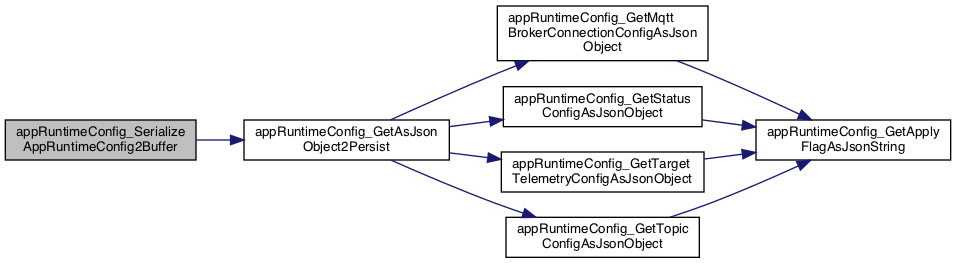 appRuntimeConfig_Serialize
AppRuntimeConfig2Buffer
appRuntimeConfig_GetAsJson
Object2Persist
appRuntimeConfig_GetMqtt
BrokerConnectionConfigAsJson
Object
appRuntimeConfig_GetStatus
ConfigAsJsonObject
appRuntimeConfig_GetTarget
TelemetryConfigAsJsonObject
appRuntimeConfig_GetTopic
ConfigAsJsonObject
appRuntimeConfig_GetApply
FlagAsJsonString